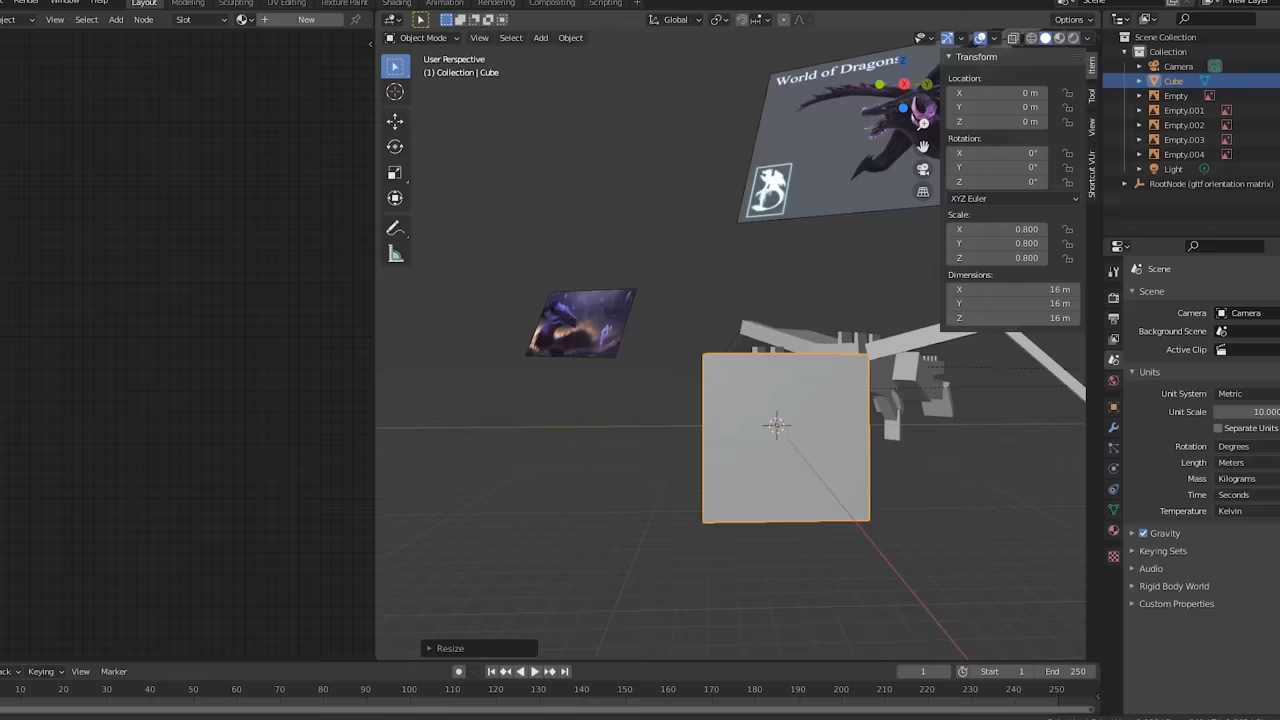 Layout Modeling Sculpting UV Editing Texture Paint Shading Animation Rendering Compositing Scripting
View Select Add Node Slot New
Global Options
Object Mode View Select Add Object
User Perspective
(1) Collection | Cube
World of Dragons
Transform
Location:
X 0 m
Y 0 m
Z 0 m
Rotation:
X 0°
Y 0°
Z 0°
XYZ Euler
Scale:
X 0.800
Y 0.800
Z 0.800
Dimensions:
X 16 m
Y 16 m
Z 16 m
Item
Tool
View
Shortcut VUr
Scene Collection
Collection
Camera
Cube
Empty
Empty.001
Empty.002
Empty.003
Empty.004
Light
RootNode (gltf orientation matrix)
Scene
Scene
Camera Camera
Background Scene
Active Clip
Units
Unit System Metric
Unit Scale 10.000
Separate Units
Rotation Degrees
Length Meters
Mass Kilograms
Time Seconds
Temperature Kelvin
Gravity
Keying Sets
Audio
Rigid Body World
Custom Properties
Resize
Keying View Marker
1 Start 1 End 250
10 20 30 40 50 60 70 80 90 100 110 120 130 140 150 160 170 180 190 200 210 220 230 240 250